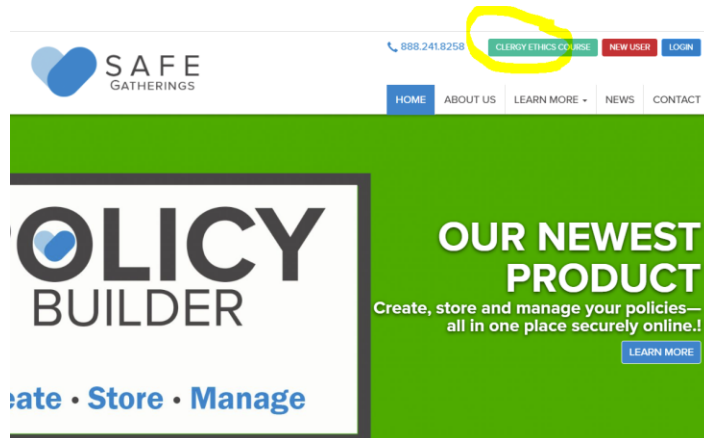 888.241.8258 CLERGY ETHICS COURSE NEW USER LOGIN
SAFE
GATHERINGS
HOME ABOUT US LEARN MORE NEWS CONTACT
OLICY
BUILDER
eate • Store • Manage
OUR NEWEST
PRODUCT
Create, store and manage your policies—
all in one place securely online.!
LEARN MORE